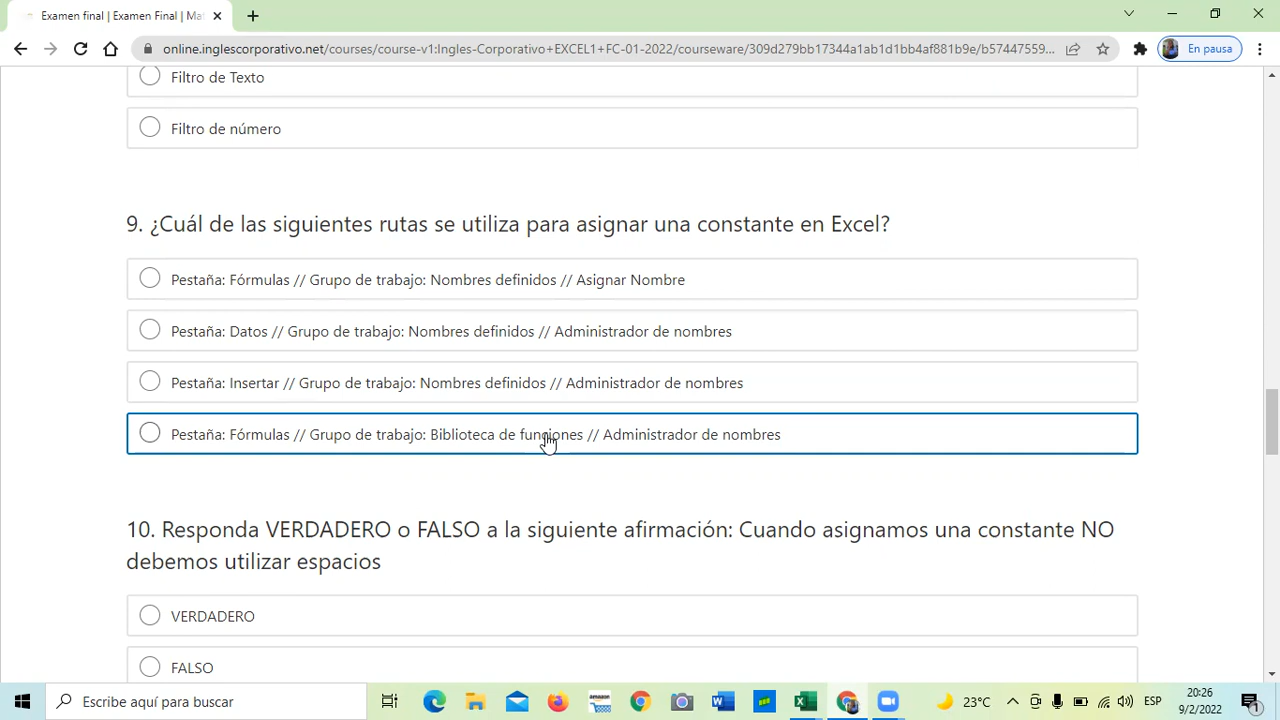 Examen final | Examen Final | Ma
online.inglescorporativo.net/courses/course-v1:Ingles-Corporativo+EXCEL1+FC-01-2022/courseware/309d279bb17344a1ab1d1bb4af881b9e/b57447559...
En pausa
Filtro de Texto
Filtro de número
9. ¿Cuál de las siguientes rutas se utiliza para asignar una constante en Excel?
Pestaña: Fórmulas // Grupo de trabajo: Nombres definidos // Asignar Nombre
Pestaña: Datos // Grupo de trabajo: Nombres definidos // Administrador de nombres
Pestaña: Insertar // Grupo de trabajo: Nombres definidos // Administrador de nombres
Pestaña: Fórmulas // Grupo de trabajo: Biblioteca de funciones // Administrador de nombres
10. Responda VERDADERO o FALSO a la siguiente afirmación: Cuando asignamos una constante NO
debemos utilizar espacios
VERDADERO
FALSO
Escribe aquí para buscar
amazon
23°C
ESP
20:26
9/2/2022
1